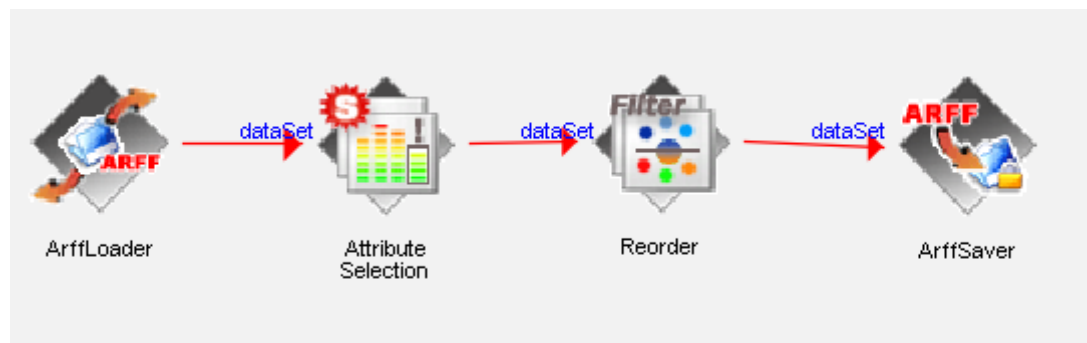 dataSet
dataSet
dataSet
ARFF
S
!
Filter
ARFF
ArffLoader
Attribute
Selection
Reorder
ArffSaver